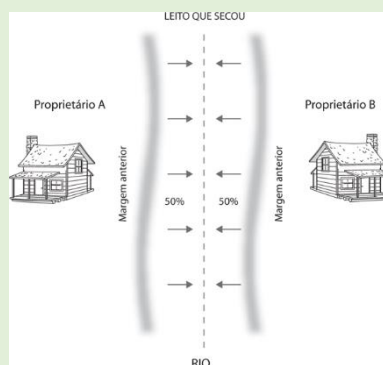 LEITO QUE SECOU
Proprietário A
Proprietário B
Margem anterior
50%
50%
Margem anterior
RIO